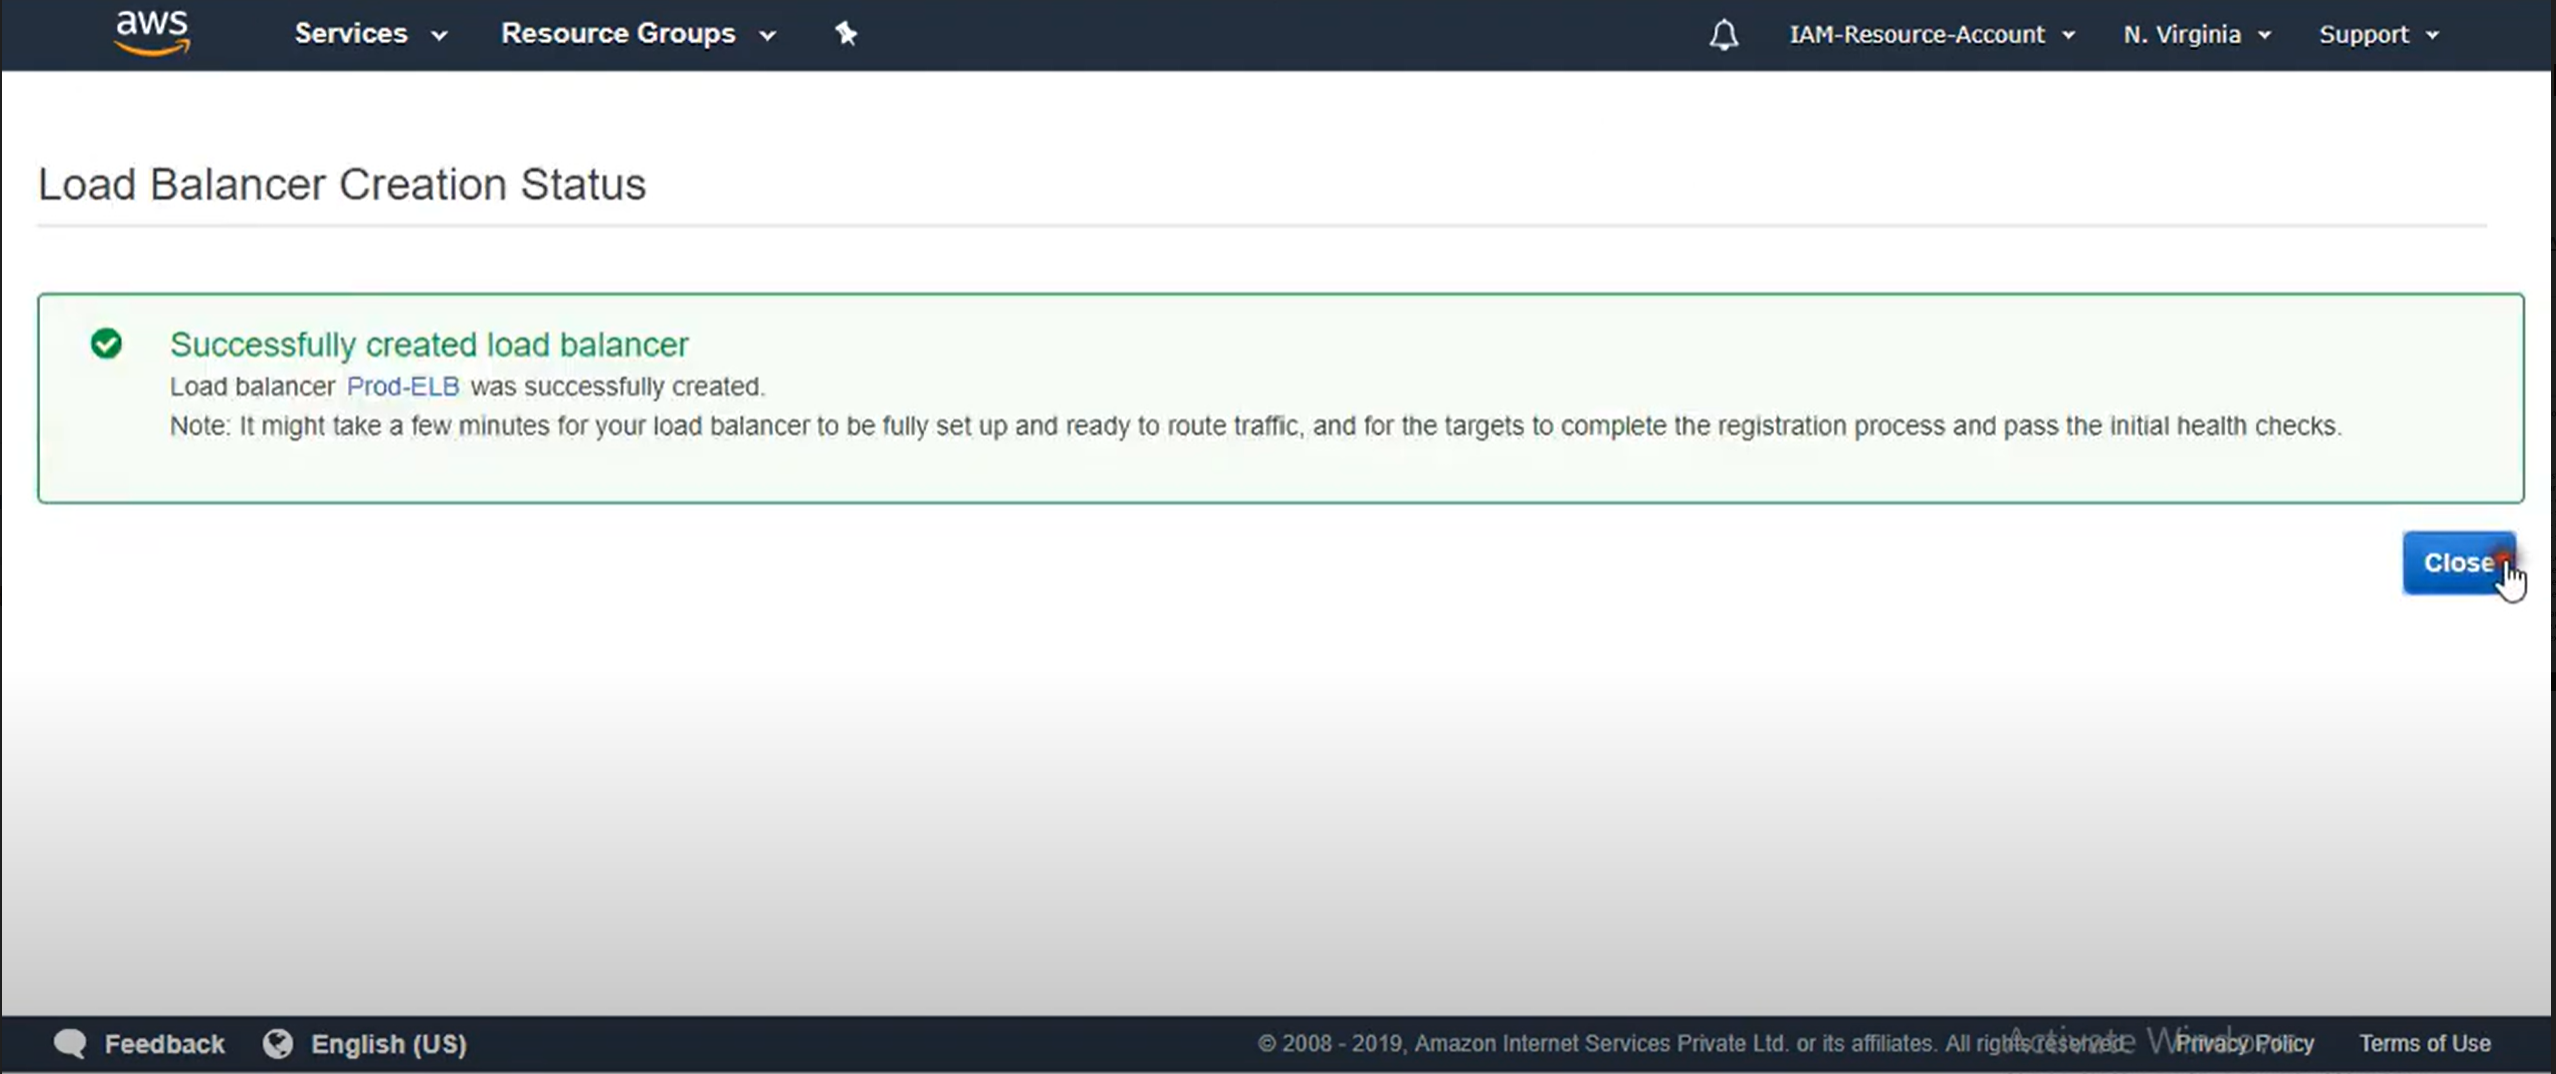 aws Services Resource Groups IAM-Resource-Account N. Virginia Support
Load Balancer Creation Status
Successfully created load balancer
Load balancer Prod-ELB was successfully created.
Note: It might take a few minutes for your load balancer to be fully set up and ready to route traffic, and for the targets to complete the registration process and pass the initial health checks.
Close
Feedback English (US) © 2008 - 2019, Amazon Internet Services Private Ltd. or its affiliates. All rights reserved. Privacy Policy Terms of Use
Activate Windows